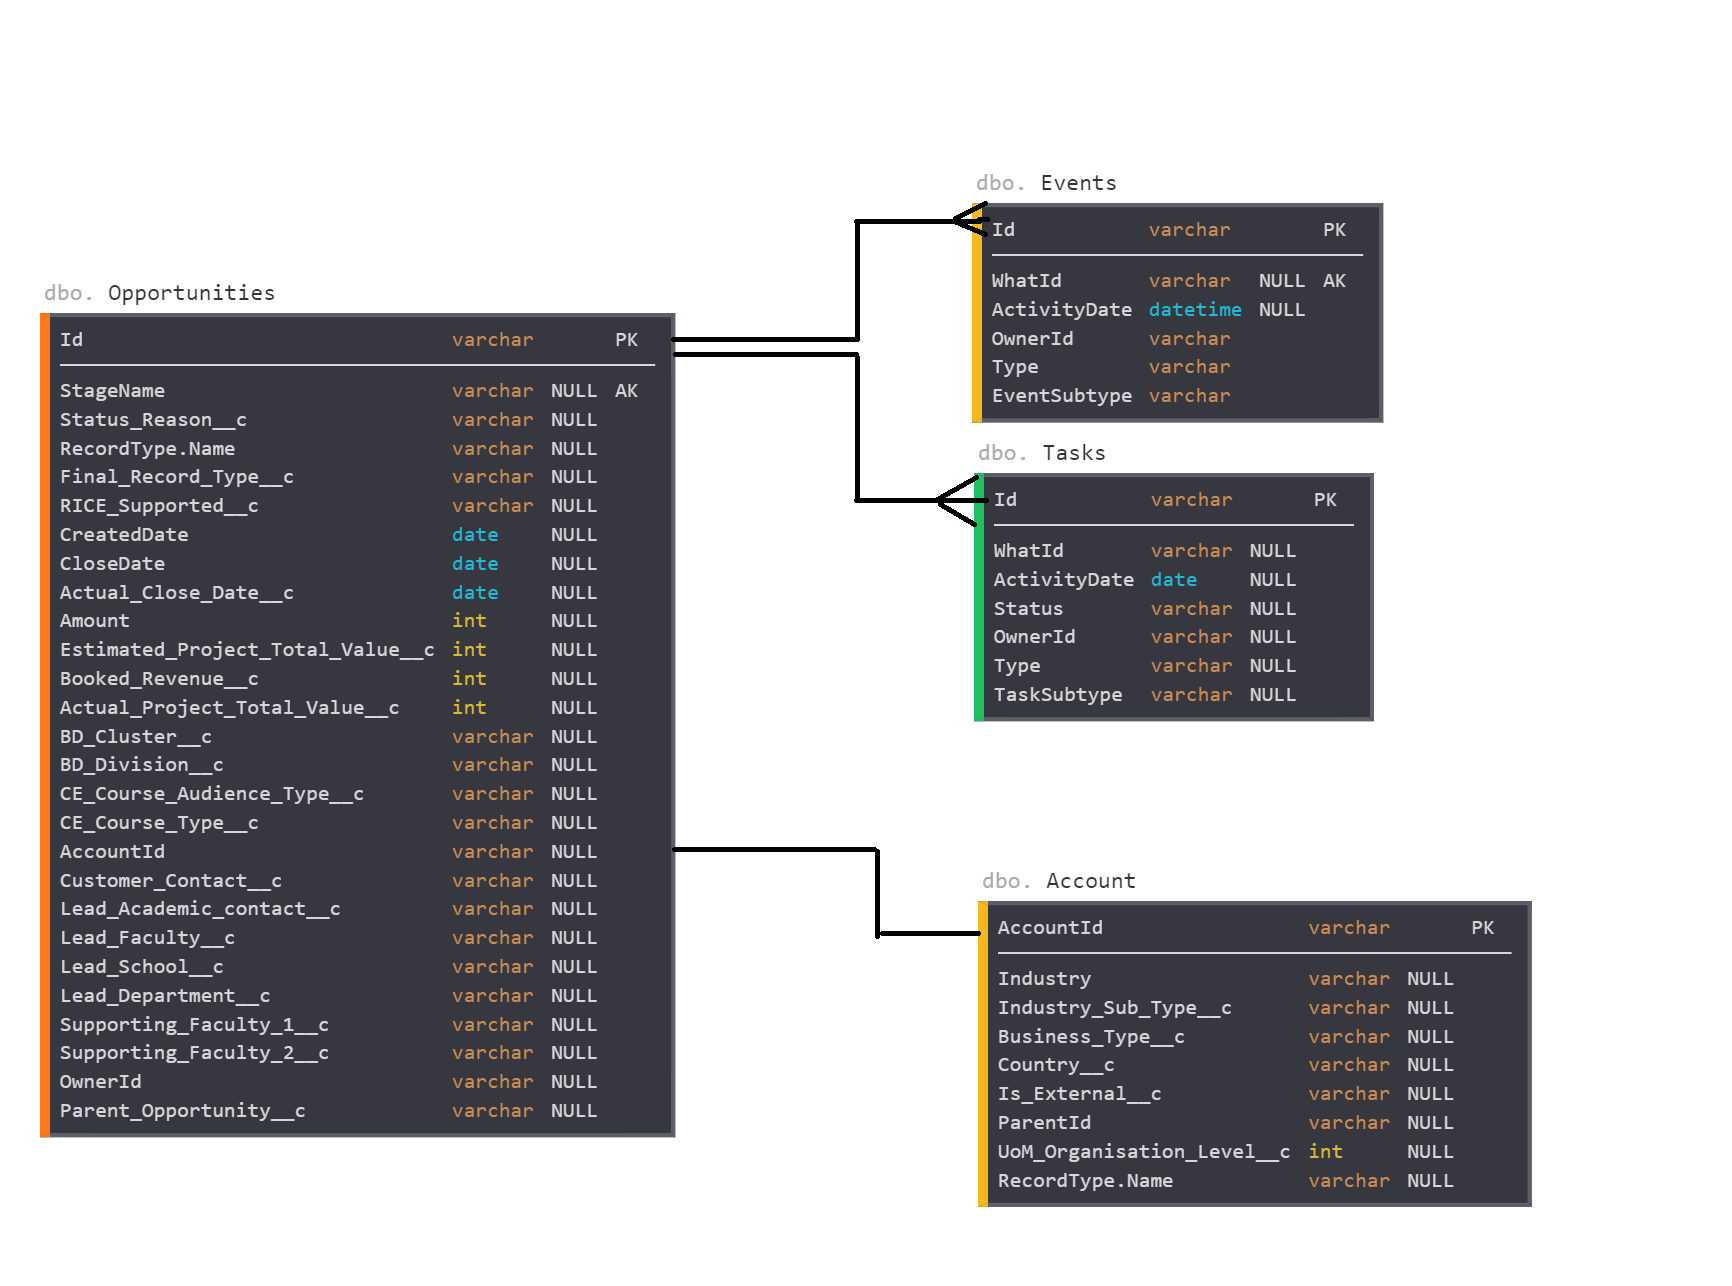 dbo. Opportunities
Id varchar PK
StageName varchar NULL AK
Status_Reason__c varchar NULL
RecordType.Name varchar NULL
Final_Record_Type__c varchar NULL
RICE_Supported__c varchar NULL
CreatedDate date NULL
CloseDate date NULL
Actual_Close_Date__c date NULL
Amount int NULL
Estimated_Project_Total_Value__c int NULL
Booked_Revenue__c int NULL
Actual_Project_Total_Value__c int NULL
BD_Cluster__c varchar NULL
BD_Division__c varchar NULL
CE_Course_Audience_Type__c varchar NULL
CE_Course_Type__c varchar NULL
AccountId varchar NULL
Customer_Contact__c varchar NULL
Lead_Academic_contact__c varchar NULL
Lead_Faculty__c varchar NULL
Lead_School__c varchar NULL
Lead_Department__c varchar NULL
Supporting_Faculty_1__c varchar NULL
Supporting_Faculty_2__c varchar NULL
OwnerId varchar NULL
Parent_Opportunity__c varchar NULL
dbo. Events
Id varchar PK
WhatId varchar NULL AK
ActivityDate datetime NULL
OwnerId varchar
Type varchar
EventSubtype varchar
dbo. Tasks
Id varchar PK
WhatId varchar NULL
ActivityDate date NULL
Status varchar NULL
OwnerId varchar NULL
Type varchar NULL
TaskSubtype varchar NULL
dbo. Account
AccountId varchar PK
Industry varchar NULL
Industry_Sub_Type__c varchar NULL
Business_Type__c varchar NULL
Country__c varchar NULL
Is_External__c varchar NULL
ParentId varchar NULL
UoM_Organisation_Level__c int NULL
RecordType.Name varchar NULL